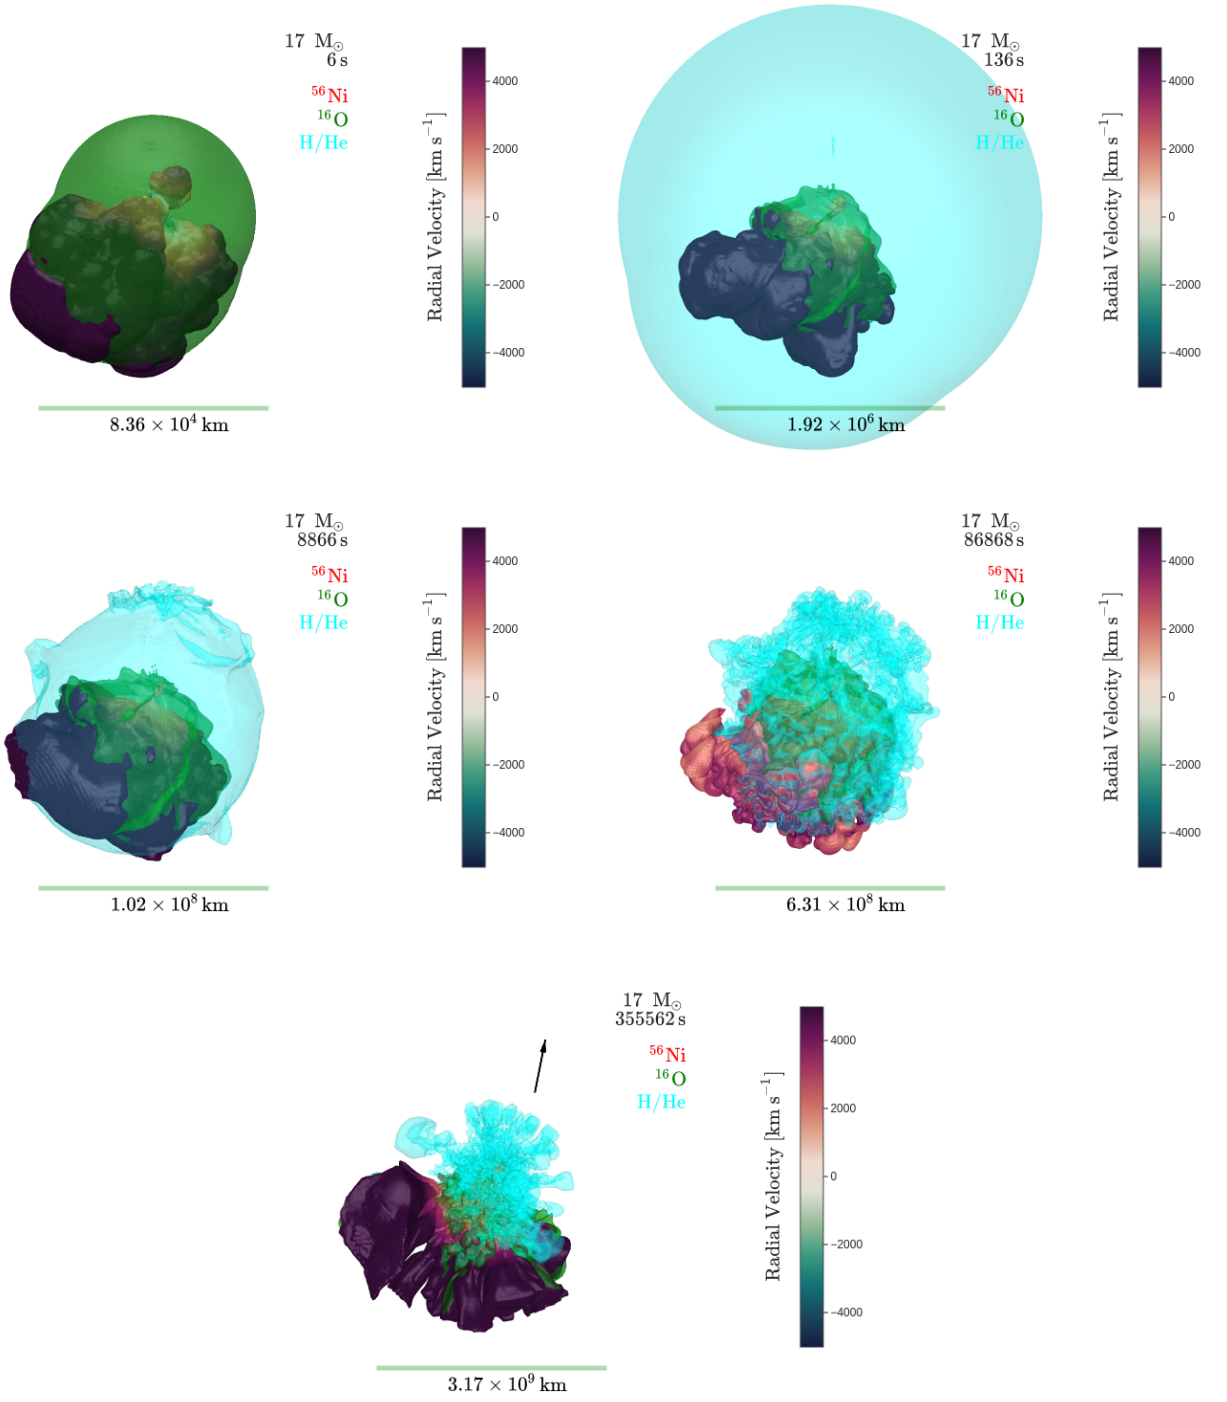 17 M⊙
6 s
⁵⁶Ni
¹⁶O
H/He
Radial Velocity [km s⁻¹]
4000
2000
0
−2000
−4000
8.36 × 10⁴ km
17 M⊙
136 s
⁵⁶Ni
¹⁶O
H/He
Radial Velocity [km s⁻¹]
4000
2000
0
−2000
−4000
1.92 × 10⁶ km
17 M⊙
8866 s
⁵⁶Ni
¹⁶O
H/He
Radial Velocity [km s⁻¹]
4000
2000
0
−2000
−4000
1.02 × 10⁸ km
17 M⊙
86868 s
⁵⁶Ni
¹⁶O
H/He
Radial Velocity [km s⁻¹]
4000
2000
0
−2000
−4000
6.31 × 10⁸ km
17 M⊙
355562 s
⁵⁶Ni
¹⁶O
H/He
Radial Velocity [km s⁻¹]
4000
2000
0
−2000
−4000
3.17 × 10⁹ km